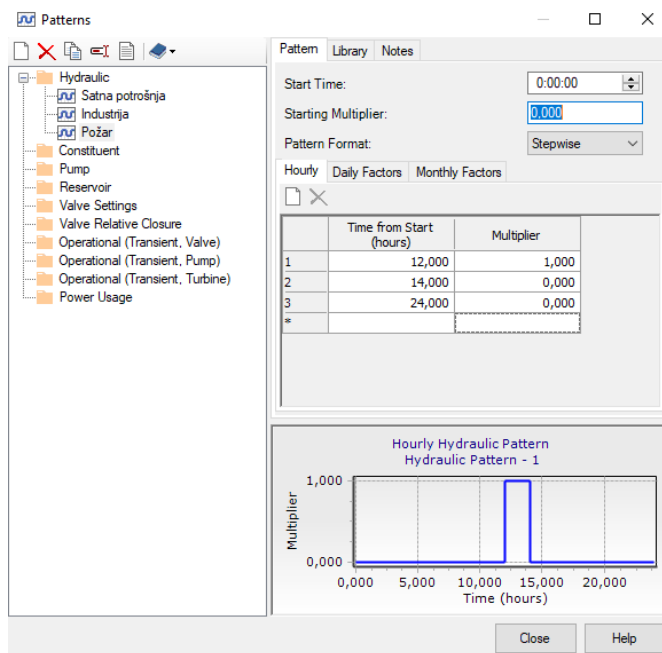 Patterns
Pattern Library Notes
Hydraulic
Satna potrošnja
Industrija
Požar
Constituent
Pump
Reservoir
Valve Settings
Valve Relative Closure
Operational (Transient, Valve)
Operational (Transient, Pump)
Operational (Transient, Turbine)
Power Usage
Start Time: 0:00:00
Starting Multiplier: 0,000
Pattern Format: Stepwise
Hourly Daily Factors Monthly Factors
Time from Start
(hours) Multiplier
1 12,000 1,000
2 14,000 0,000
3 24,000 0,000
*
Hourly Hydraulic Pattern
Hydraulic Pattern - 1
1,000
Multiplier
0,000
0,000 5,000 10,000 15,000 20,000
Time (hours)
Close Help